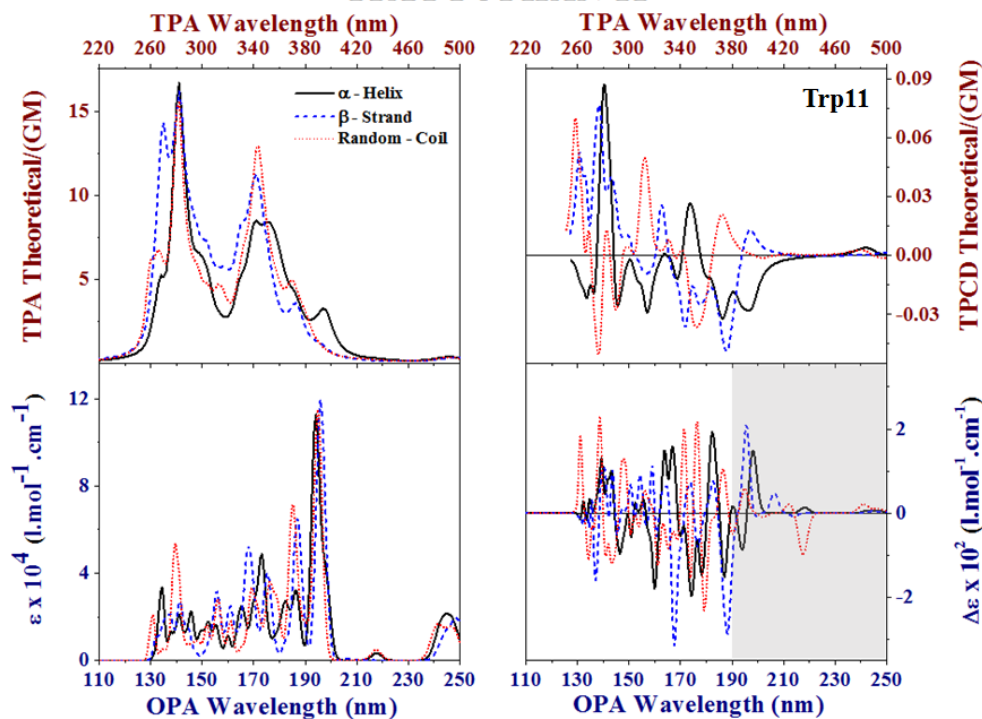 TPA Wavelength (nm)
220 260 300 340 380 420 460 500
TPA Wavelength (nm)
220 260 300 340 380 420 460 500
TPA Theoretical/(GM)
15
10
5
α - Helix
β - Strand
Random - Coil
Trp11
0.09
0.06
0.03
0.00
-0.03
TPCD Theoretical/(GM)
ε x 10⁴ (l.mol⁻¹.cm⁻¹)
12
8
4
0
2
0
-2
Δε x 10² (l.mol⁻¹.cm⁻¹)
110 130 150 170 190 210 230 250
OPA Wavelength (nm)
110 130 150 170 190 210 230 250
OPA Wavelength (nm)